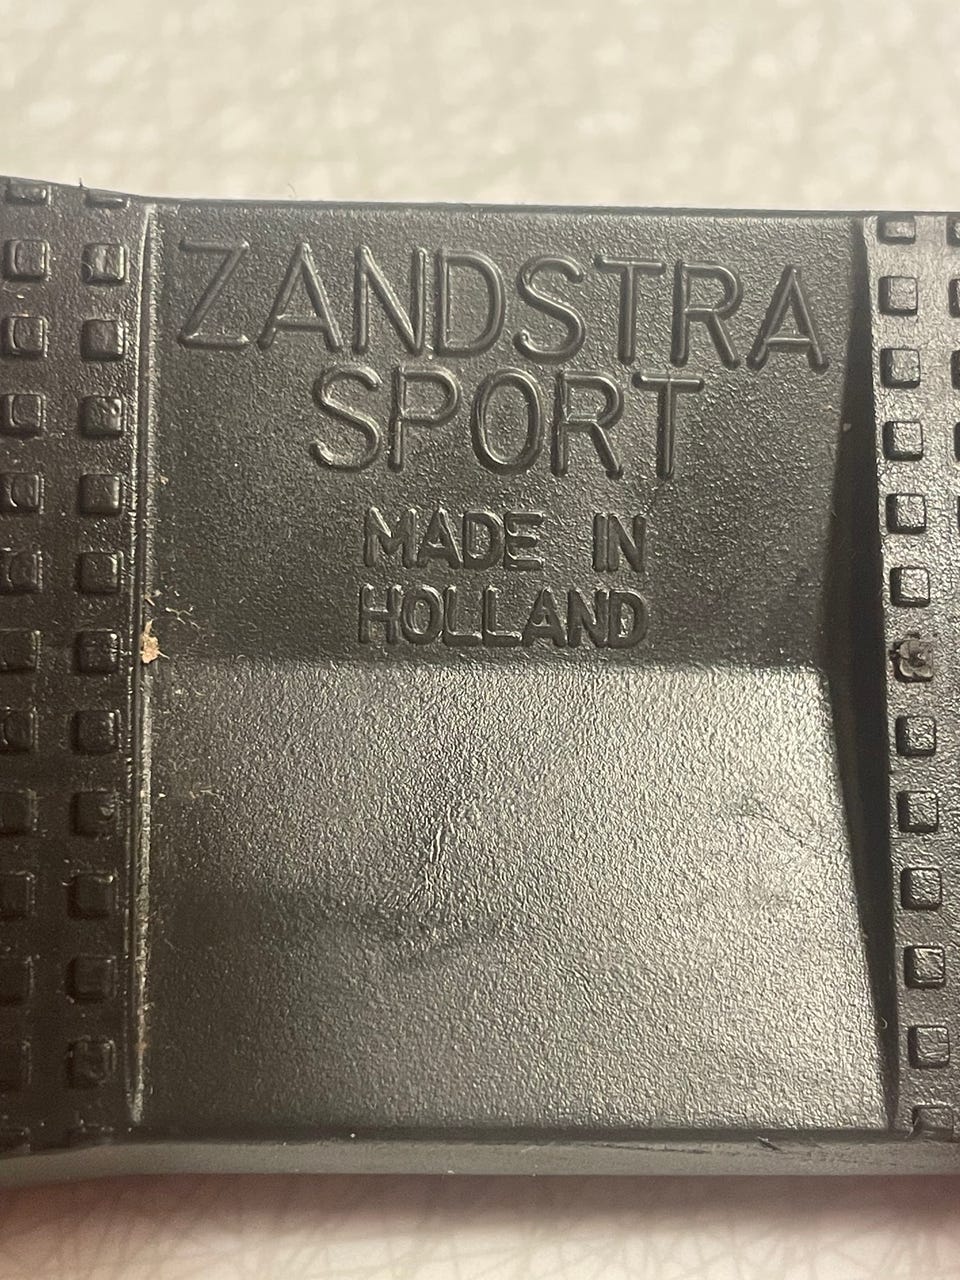 ZANDSTRA
SPORT
MADE IN
HOLLAND